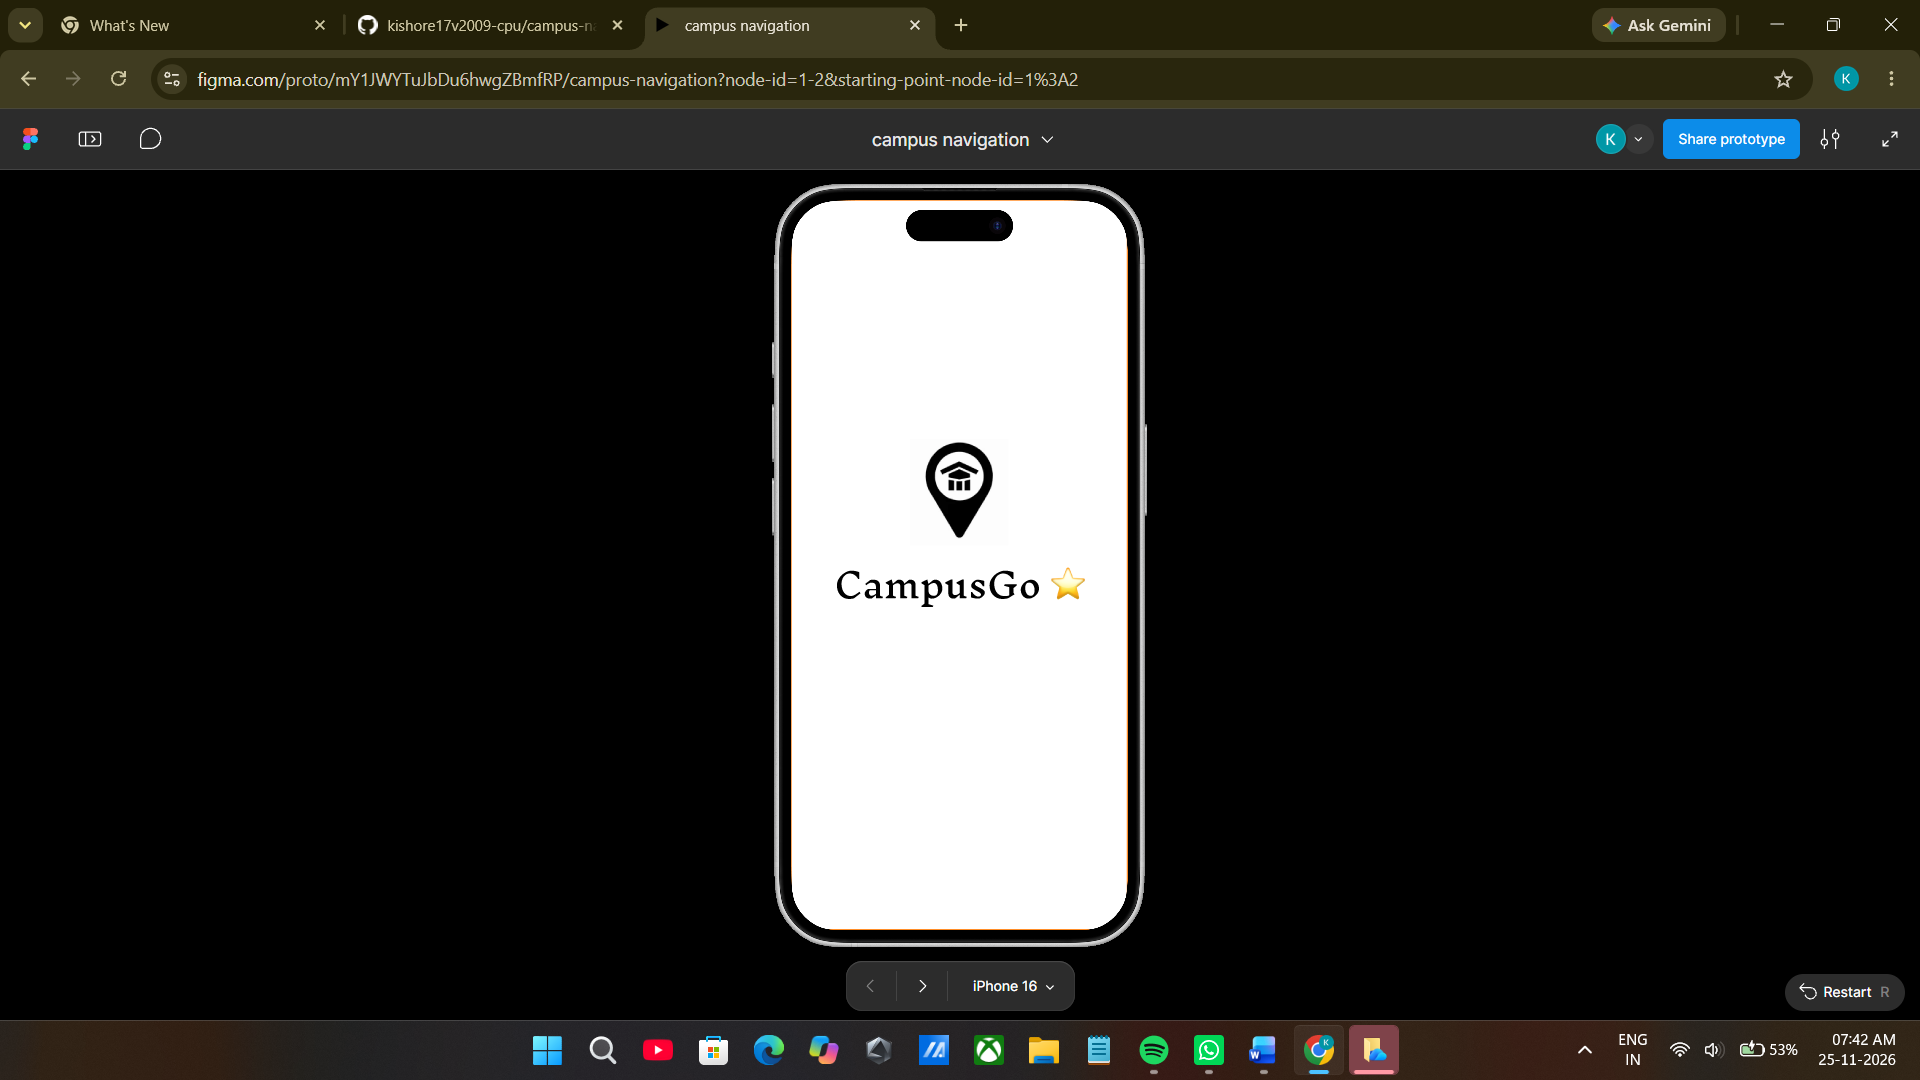 What's New
kishore17v2009-cpu/campus-n
campus navigation
Ask Gemini
figma.com/proto/mY1JWYTuJbDu6hwgZBmfRP/campus-navigation?node-id=1-2&starting-point-node-id=1%3A2
K
campus navigation
K
Share prototype
CampusGo ⭐
iPhone 16
Restart R
ENG
IN
53%
07:42 AM
25-11-2026